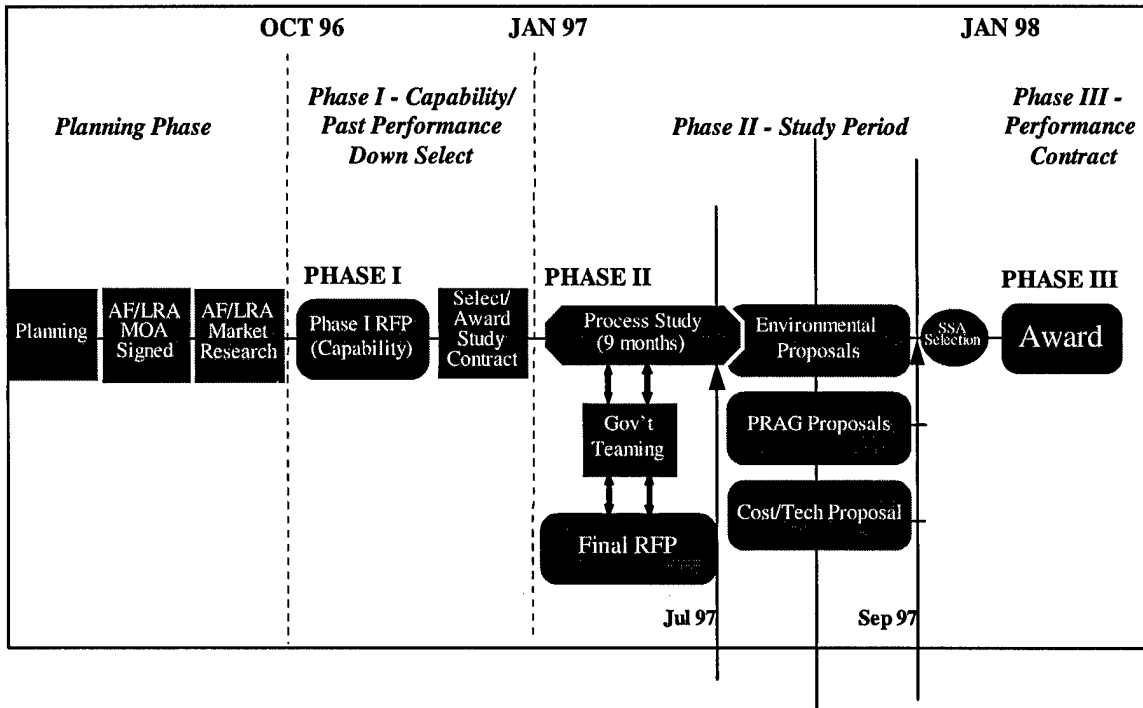 OCT 96
JAN 97
JAN 98
Planning Phase
Phase I - Capability/
Past Performance
Down Select
Phase II - Study Period
Phase III -
Performance
Contract
PHASE I
PHASE II
PHASE III
Planning
AF/LRA
MOA
Signed
AF/LRA
Market
Research
Phase I RFP
(Capability)
Select/
Award
Study
Contract
Process Study
(9 months)
Environmental
Proposals
SSA
Selection
Award
Gov't
Teaming
PRAG Proposals
Final RFP
Cost/Tech Proposal
Jul 97
Sep 97